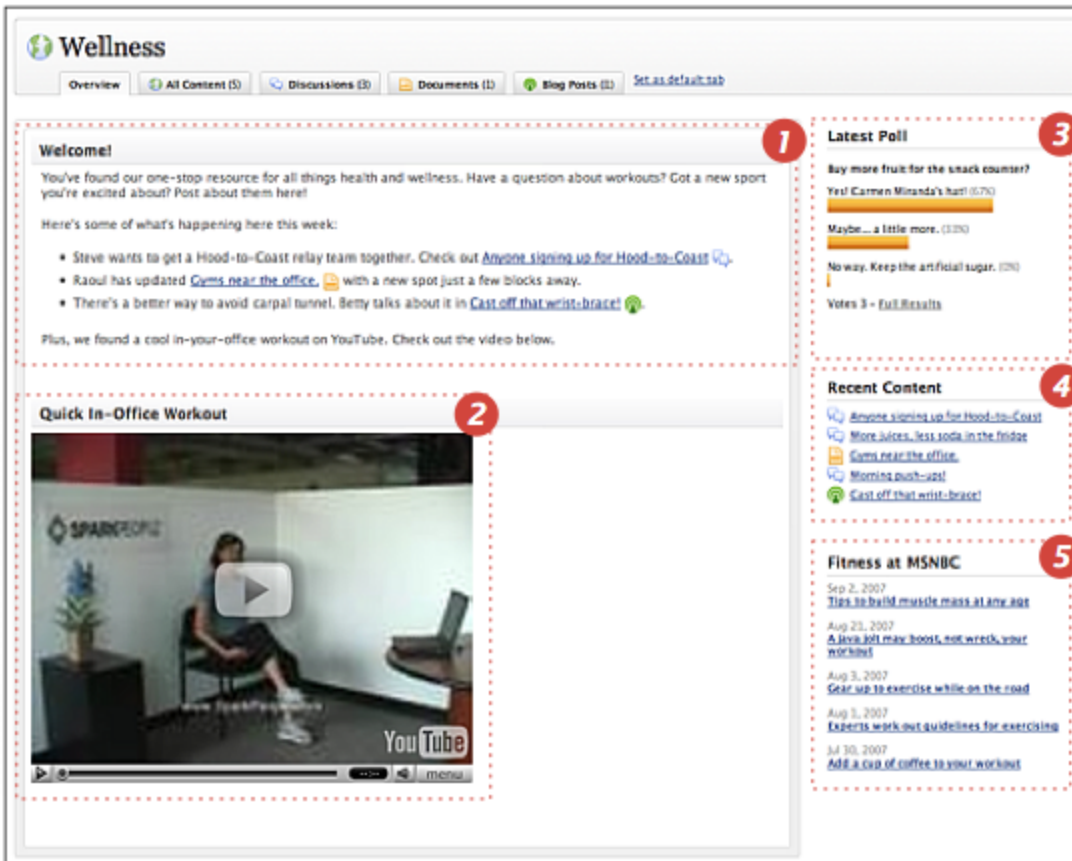 Wellness
Overview
All Content (5)
Discussions (3)
Documents (1)
Blog Posts (1)
Set as default tab
1
Welcome!
You've found our one-stop resource for all things health and wellness. Have a question about workouts? Got a new sport
you're excited about? Post about them here!
Here's some of what's happening here this week:
• Steve wants to get a Hood-to-Coast relay team together. Check out Anyone signing up for Hood-to-Coast.
• Raoul has updated Gyms near the office. with a new spot just a few blocks away.
• There's a better way to avoid carpal tunnel. Betty talks about it in Cast off that wrist-brace!.
Plus, we found a cool in-your-office workout on YouTube. Check out the video below.
2
Quick In-Office Workout
SPARKPEOPLE
YouTube
menu
3
Latest Poll
Buy more fruit for the snack counter?
Yes! Carmen Miranda's hat! (67%)
Maybe... a little more. (33%)
No way. Keep the artificial sugar. (0%)
Votes 3 - Full Results
4
Recent Content
Anyone signing up for Hood-to-Coast
More juices, less soda in the fridge
Gyms near the office.
Morning push-ups!
Cast off that wrist-brace!
5
Fitness at MSNBC
Sep 2, 2007
Tips to build muscle mass at any age
Aug 21, 2007
A java jolt may boost, not wreck, your
workout
Aug 3, 2007
Gear up to exercise while on the road
Aug 1, 2007
Experts work out guidelines for exercising
Jul 30, 2007
Add a cup of coffee to your workout